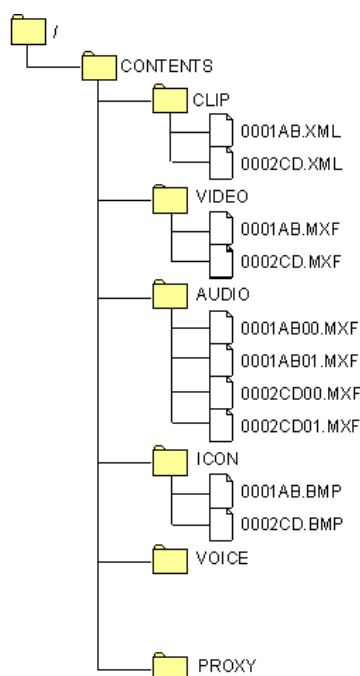 /
CONTENTS
CLIP
0001AB.XML
0002CD.XML
VIDEO
0001AB.MXF
0002CD.MXF
AUDIO
0001AB00.MXF
0001AB01.MXF
0002CD00.MXF
0002CD01.MXF
ICON
0001AB.BMP
0002CD.BMP
VOICE
PROXY